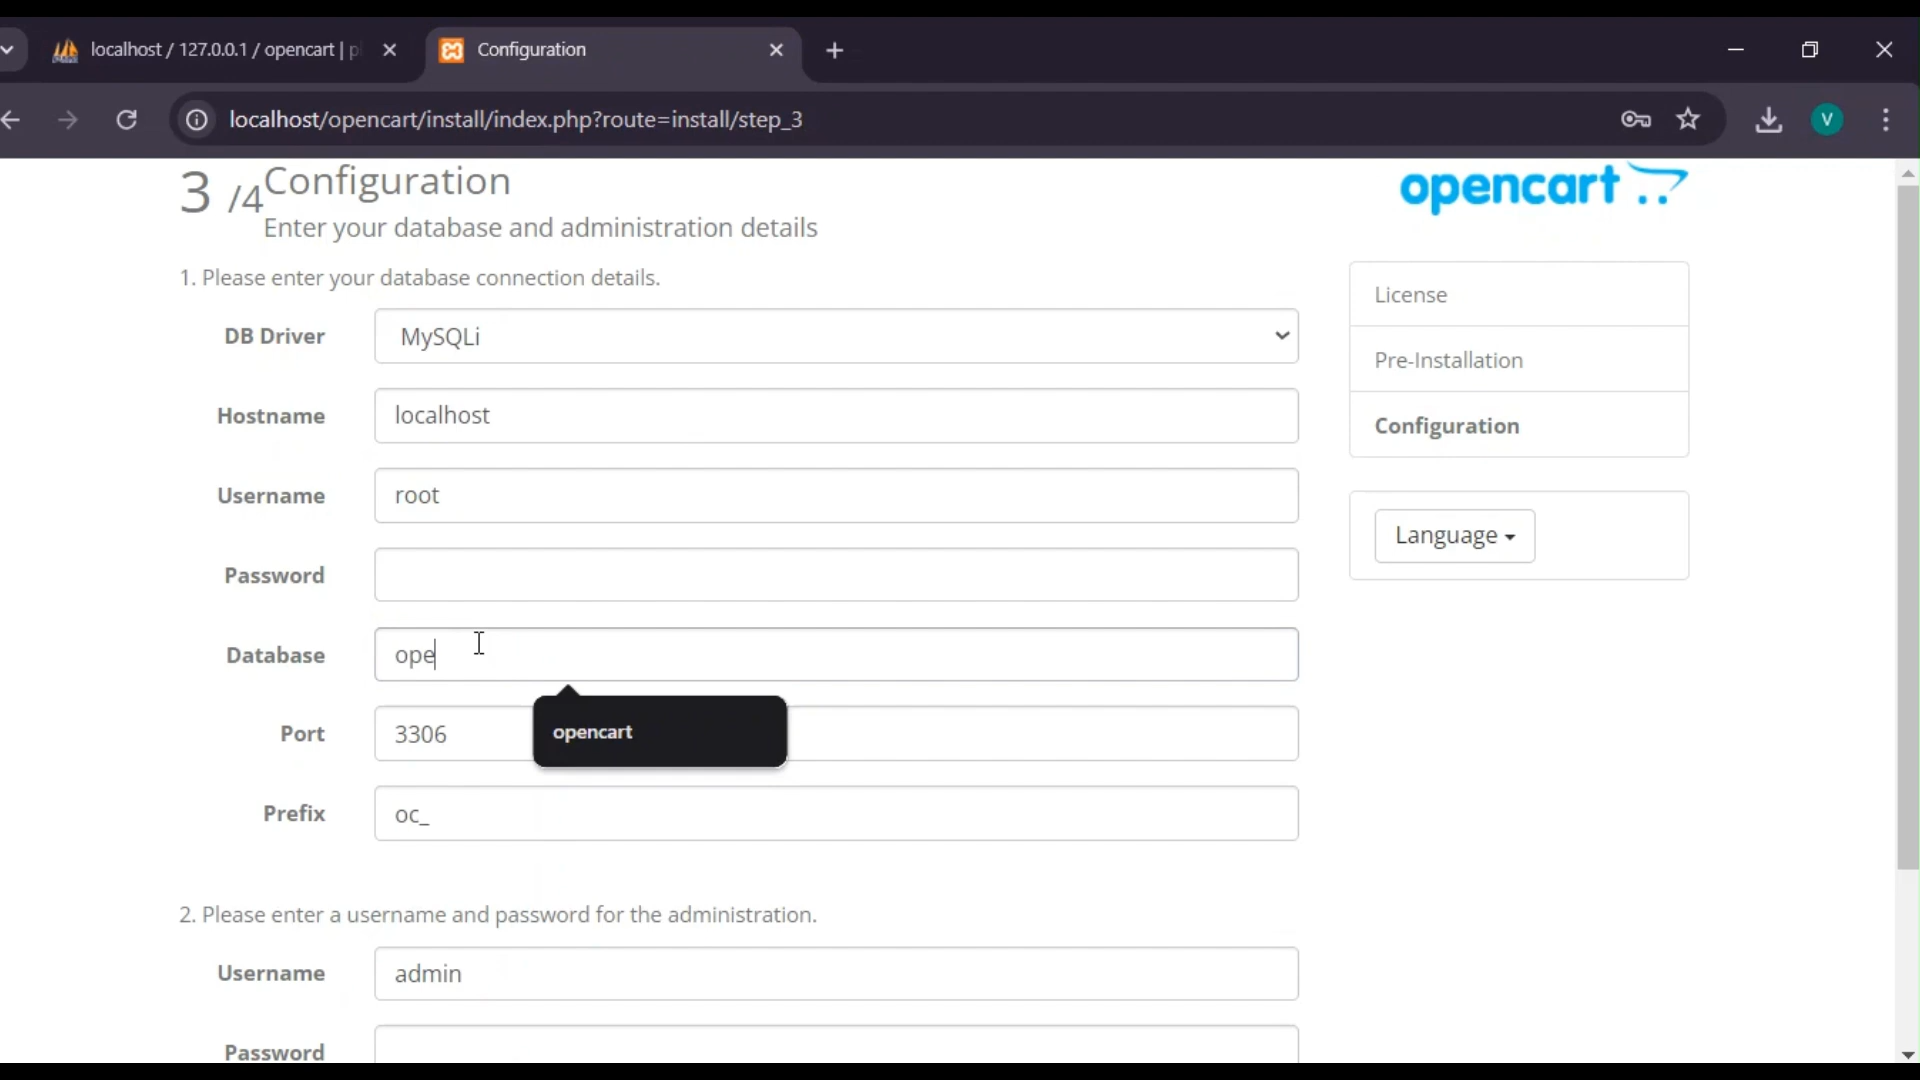 localhost / 127.0.0.1 / opencart | p
Configuration
localhost/opencart/install/index.php?route=install/step_3
V
3 /4
Configuration
Enter your database and administration details
opencart
1. Please enter your database connection details.
DB Driver
MySQLi
Hostname
localhost
Username
root
Password
Database
ope
opencart
Port
3306
Prefix
oc_
2. Please enter a username and password for the administration.
Username
admin
Password
License
Pre-Installation
Configuration
Language